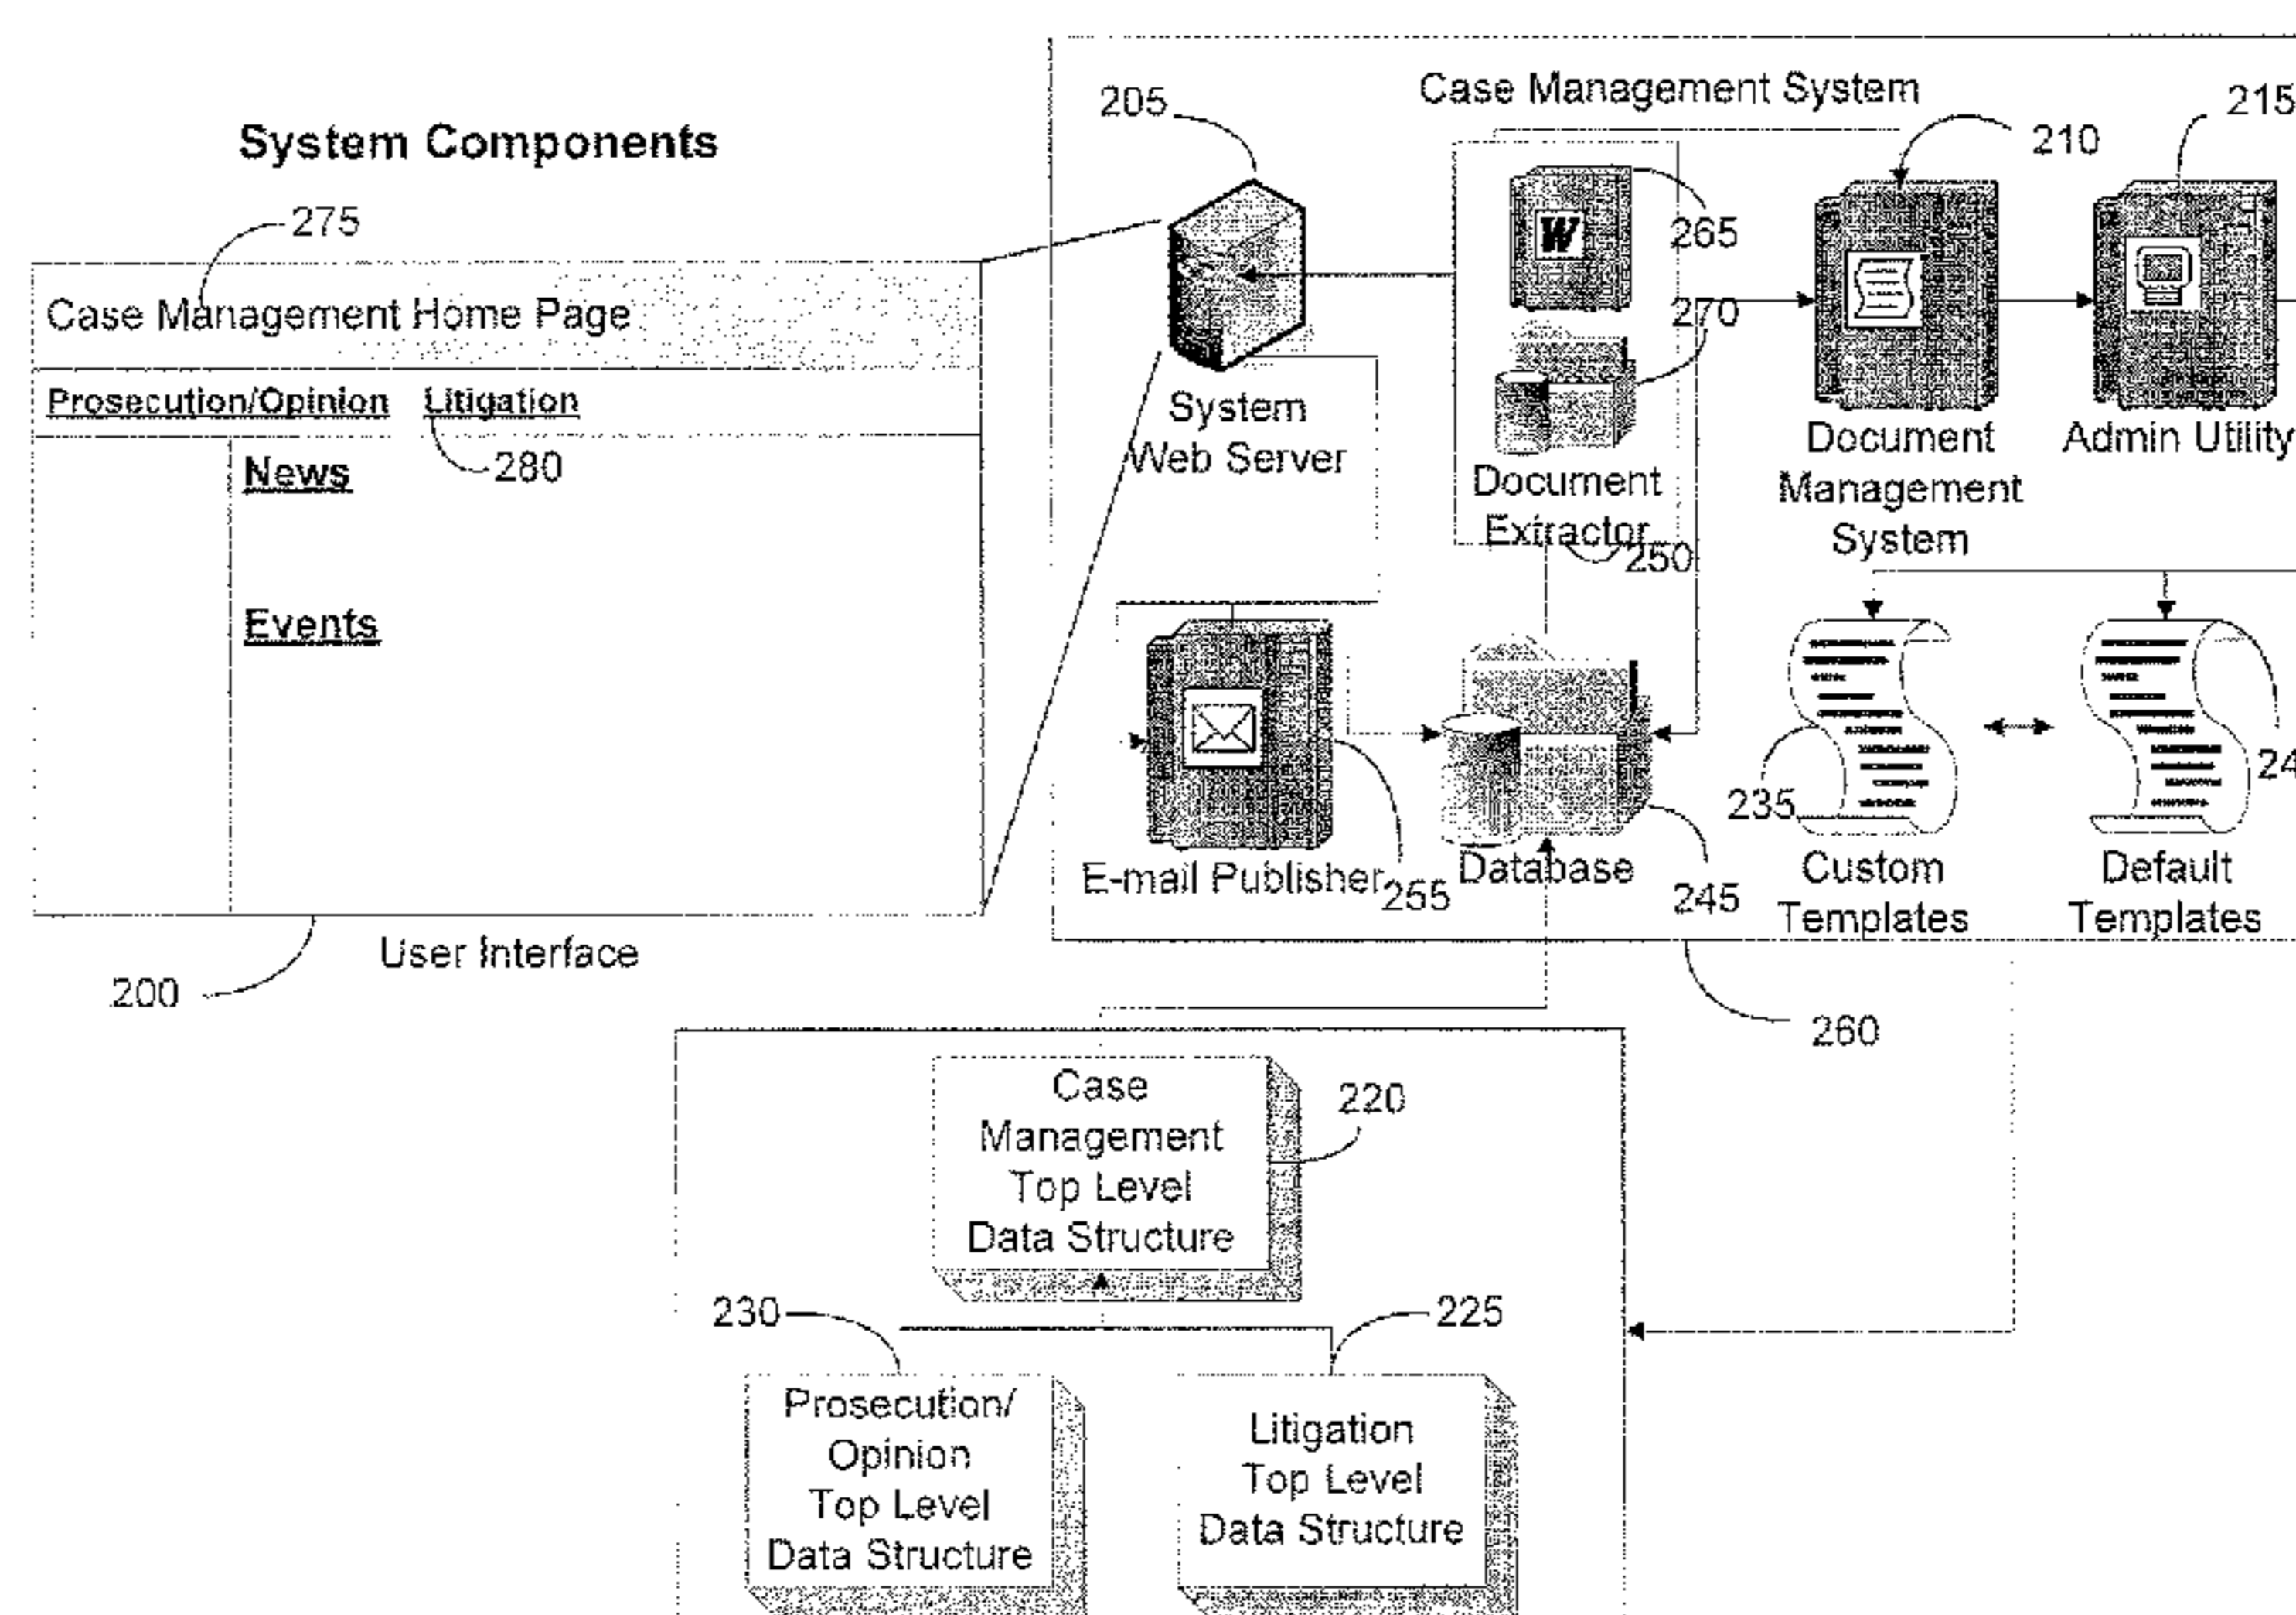 System Components
275
Case Management Home Page
Prosecution/Opinion Litigation
280
News
Events
User Interface
200
Case Management System
205
210
215
265
270
System
Web Server
Document
Extractor
250
Document
Management
System
Admin Utility
E-mail Publisher
255
Database
245
235
Custom
Templates
Default
Templates
260
Case
Management
Top Level
Data Structure
220
230
225
Prosecution/
Opinion
Top Level
Data Structure
Litigation
Top Level
Data Structure
W